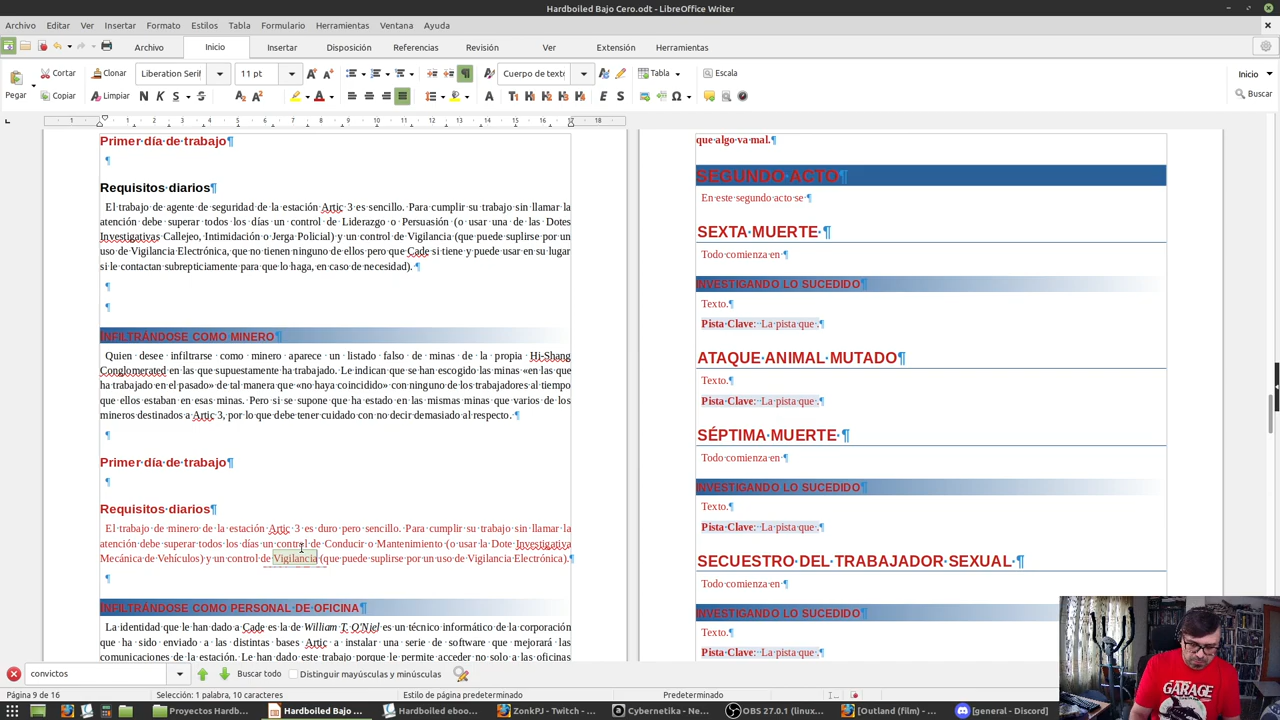 Hardboiled Bajo Cero.odt - LibreOffice Writer
Archivo Editar Ver Insertar Formato Estilos Tabla Formulario Herramientas Ventana Ayuda
Archivo Inicio Insertar Disposición Referencias Revisión Ver Extensión Herramientas
Pegar Cortar Copiar Clonar Limpiar Liberation Serif 11 pt Cuerpo de texto Tabla Escala Inicio Buscar
Primer día de trabajo¶
¶
Requisitos diarios¶
El trabajo de agente de seguridad de la estación Artic 3 es sencillo. Para cumplir su trabajo sin llamar la
atención debe superar todos los días un control de Liderazgo o Persuasión (o usar una de las Dotes
Investigativas Callejeo, Intimidación o Jerga Policial) y un control de Vigilancia (que puede suplirse por un
uso de Vigilancia Electrónica, que no tienen ninguno de ellos pero que Cade si tiene y puede usar en su lugar
si le contactan subrepticiamente para que lo haga, en caso de necesidad). ¶
¶
¶
INFILTRÁNDOSE COMO MINERO¶
Quien desee infiltrarse como minero aparece un listado falso de minas de la propia Hi-Shang
Conglomerated en las que supuestamente ha trabajado. Le indican que se han escogido las minas «en las que
ha trabajado en el pasado» de tal manera que «no haya coincidido» con ninguno de los trabajadores al tiempo
que ellos estaban en esas minas. Pero si se supone que ha estado en las mismas minas que varios de los
mineros destinados a Artic 3, por lo que debe tener cuidado con no decir demasiado al respecto. ¶
¶
Primer día de trabajo¶
¶
Requisitos diarios¶
El trabajo de minero de la estación Artic 3 es duro pero sencillo. Para cumplir su trabajo sin llamar la
atención debe superar todos los días un control de Conducir o Mantenimiento (o usar la Dote Investigativa
Mecánica de Vehículos) y un control de Vigilancia (que puede suplirse por un uso de Vigilancia Electrónica).¶
¶
INFILTRÁNDOSE COMO PERSONAL DE OFICINA¶
La identidad que le han dado a Cade es la de William T. O'Niel es un técnico informático de la corporación
que ha sido enviado a las distintas bases Artic a instalar una serie de software que mejorará las
comunicaciones de la estación. Le han dado este trabajo porque le permite acceder no solo a las oficinas
que algo va mal.¶
SEGUNDO ACTO¶
En este segundo acto se ¶
SEXTA MUERTE ¶
Todo comienza en ¶
INVESTIGANDO LO SUCEDIDO¶
Texto.¶
Pista Clave: La pista que .¶
ATAQUE ANIMAL MUTADO¶
Texto.¶
Pista Clave: La pista que .¶
SÉPTIMA MUERTE ¶
Todo comienza en ¶
INVESTIGANDO LO SUCEDIDO¶
Texto.¶
Pista Clave: La pista que .¶
SECUESTRO DEL TRABAJADOR SEXUAL ¶
Todo comienza en ¶
INVESTIGANDO LO SUCEDIDO¶
Texto.¶
Pista Clave: La pista que .¶
GARAGE
convictos Buscar todo Distinguir mayúsculas y minúsculas
Página 9 de 16 Selección: 1 palabra, 10 caracteres Estilo de página predeterminado Predeterminado
Proyectos Hardbo... Hardboiled Bajo ... Hardboiled eboo... ZonkPJ - Twitch - ... Cybernetika - Ne... OBS 27.0.1 (linux... [Outland (film) - ... [general - Discord]